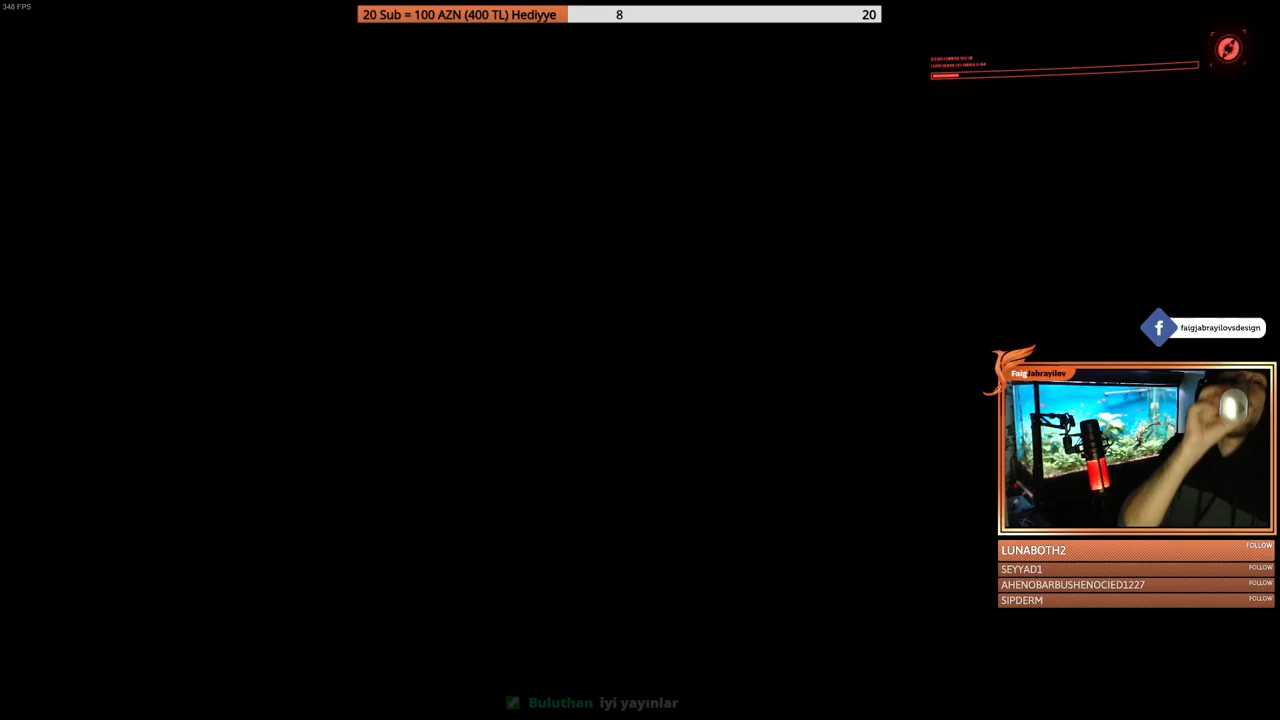 348 FPS
20 Sub = 100 AZN (400 TL) Hediyye 8 20
faigjabrayilovsdesign
FaigJabrayilov
LUNABOTH2 FOLLOW
SEYYAD1 FOLLOW
AHENOBARBUSHENOCIED1227 FOLLOW
SIPDERM FOLLOW
Buluthan iyi yayınlar